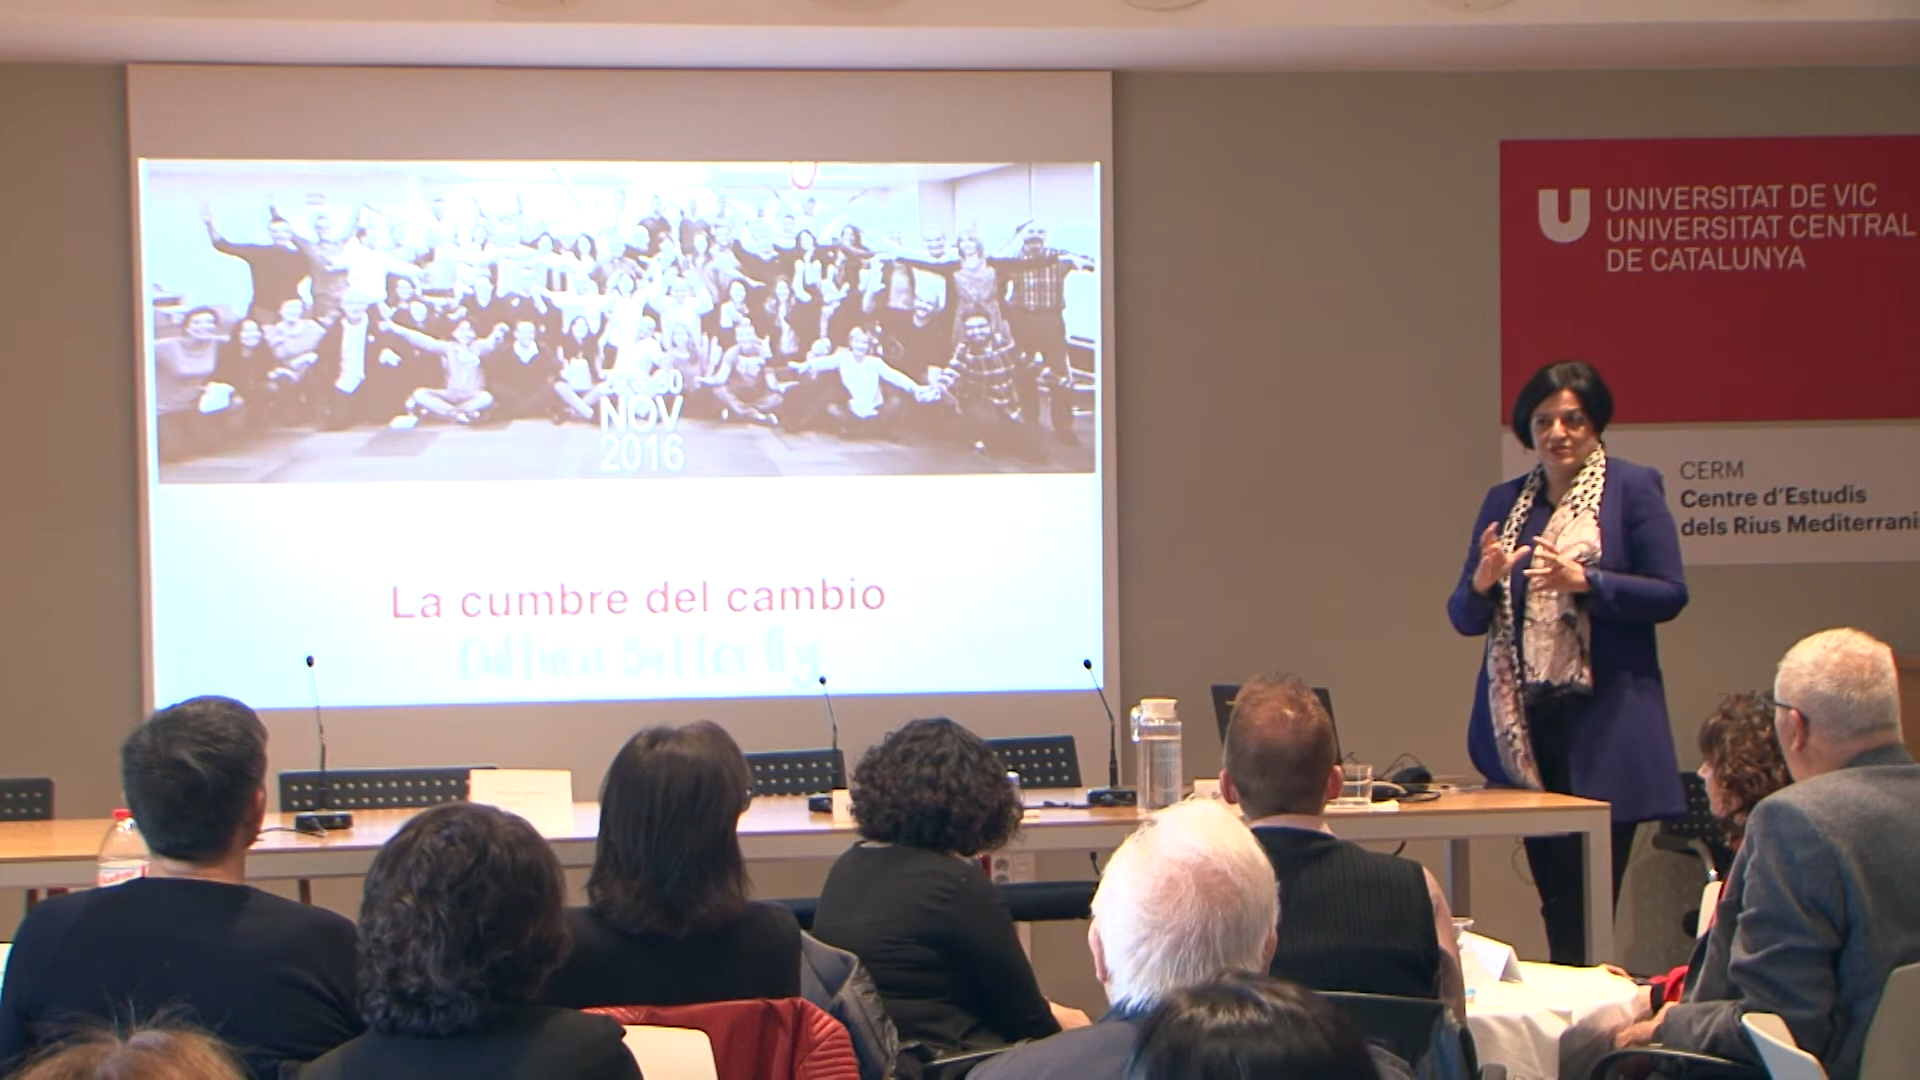 NOV
2016
La cumbre del cambio
UNIVERSITAT DE VIC
UNIVERSITAT CENTRAL
DE CATALUNYA
CERM
Centre d'Estudis
dels Rius Mediterranis